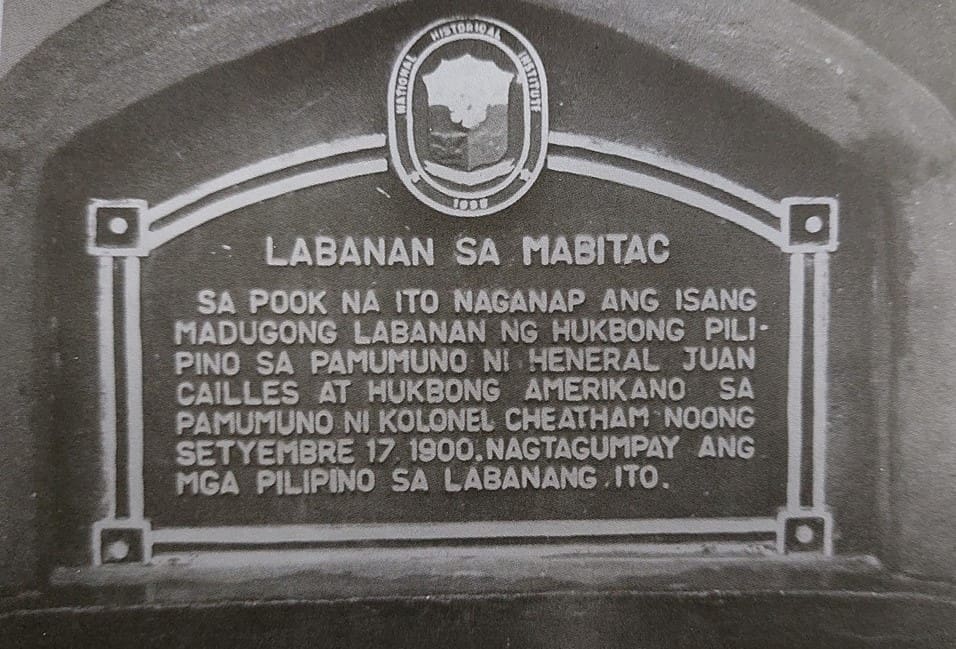 NATIONAL HISTORICAL INSTITUTE
LABANAN SA MABITAC
SA POOK NA ITO NAGANAP ANG ISANG
MADUGONG LABANAN NG HUKBONG PILI-
PINO SA PAMUMUNO NI HENERAL JUAN
CAILLES AT HUKBONG AMERIKANO SA
PAMUMUNO NI KOLONEL CHEATHAM NOONG
SETYEMBRE 17, 1900. NAGTAGUMPAY ANG
MGA PILIPINO SA LABANANG ITO.